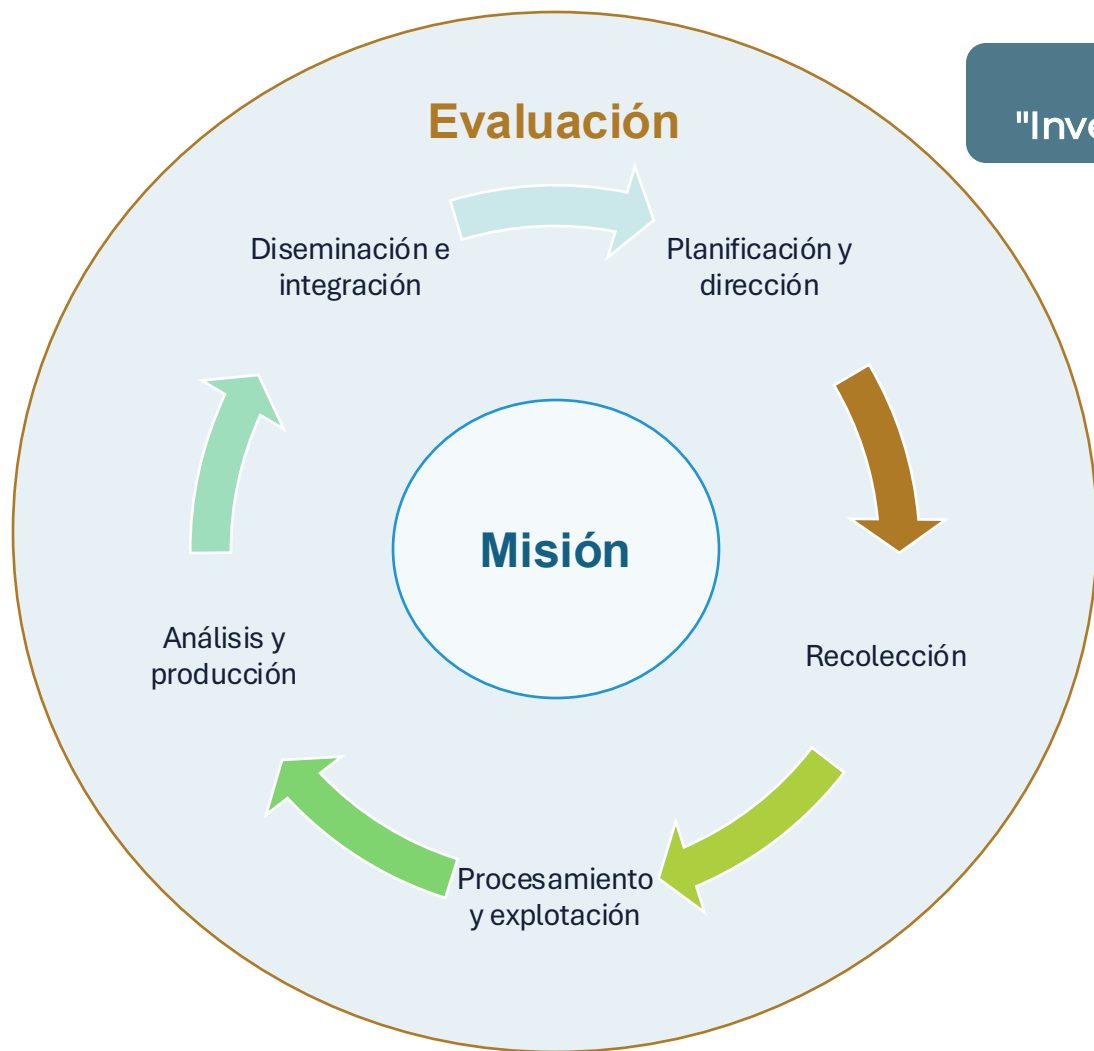 Evaluación
Diseminación e
integración
Planificación y
dirección
Misión
Análisis y
producción
Recolección
Procesamiento
y explotación